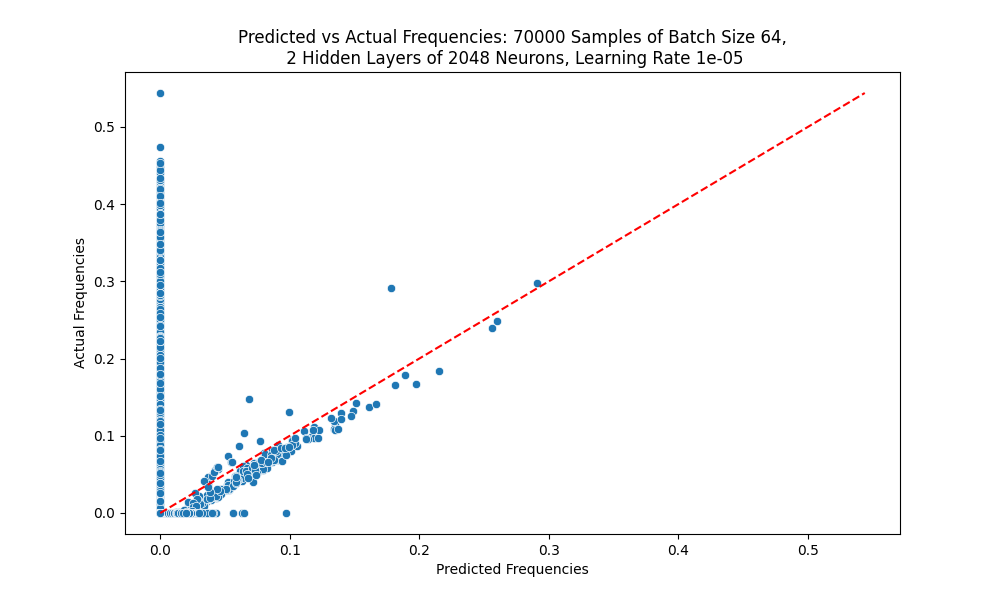 Predicted vs Actual Frequencies: 70000 Samples of Batch Size 64,
2 Hidden Layers of 2048 Neurons, Learning Rate 1e-05
0.5
0.4
0.3
0.2
0.1
0.0
Actual Frequencies
0.0 0.1 0.2 0.3 0.4 0.5
Predicted Frequencies